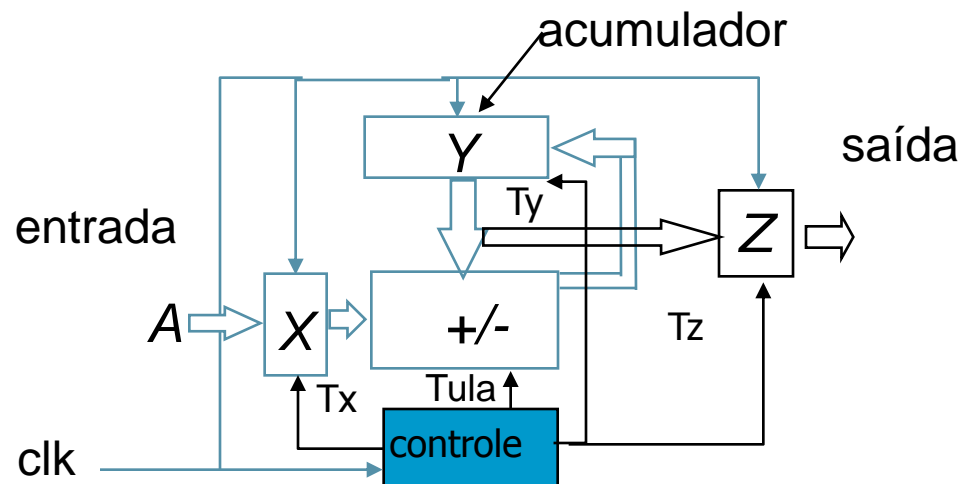 acumulador
Y
saída
Ty
entrada
Z
A
X
+/-
Tz
Tx
Tula
controle
clk